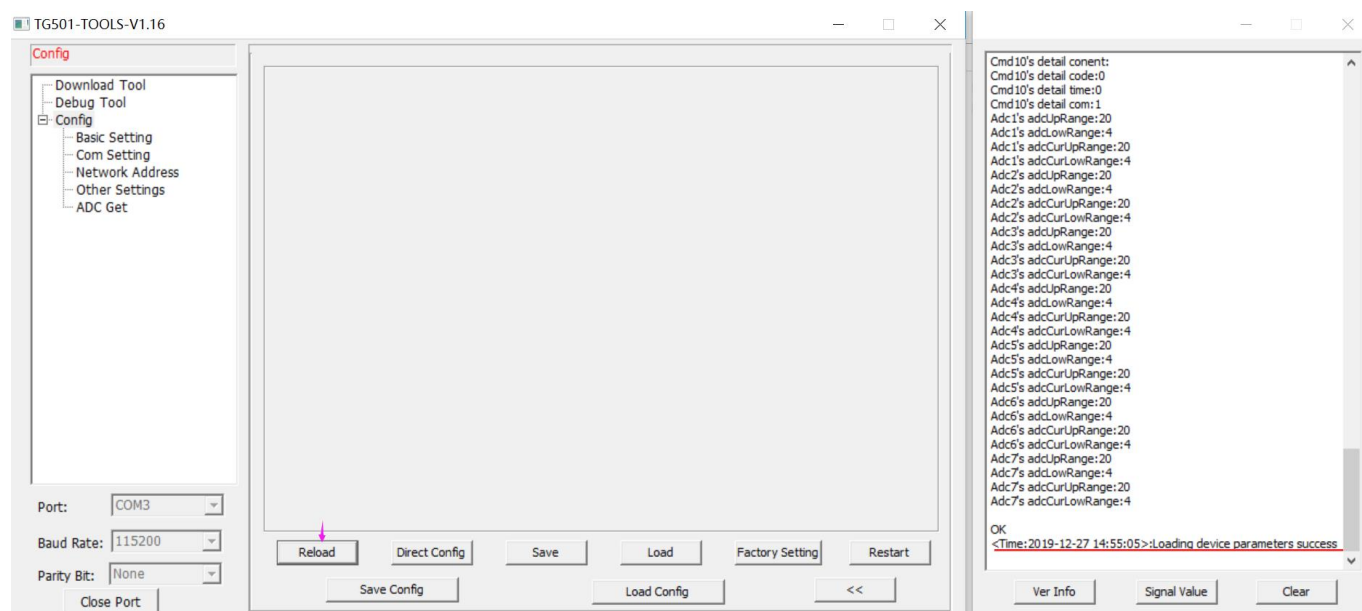 TG501-TOOLS-V1.16
Config
Download Tool
Debug Tool
Config
Basic Setting
Com Setting
Network Address
Other Settings
ADC Get
Port: COM3
Baud Rate: 115200
Parity Bit: None
Close Port
Reload Direct Config Save Load Factory Setting Restart
Save Config Load Config <<
Cmd10's detail conent:
Cmd10's detail code:0
Cmd10's detail time:0
Cmd10's detail com:1
Adc1's adcUpRange:20
Adc1's adcLowRange:4
Adc1's adcCurUpRange:20
Adc1's adcCurLowRange:4
Adc2's adcUpRange:20
Adc2's adcLowRange:4
Adc2's adcCurUpRange:20
Adc2's adcCurLowRange:4
Adc3's adcUpRange:20
Adc3's adcLowRange:4
Adc3's adcCurUpRange:20
Adc3's adcCurLowRange:4
Adc4's adcUpRange:20
Adc4's adcLowRange:4
Adc4's adcCurUpRange:20
Adc4's adcCurLowRange:4
Adc5's adcUpRange:20
Adc5's adcLowRange:4
Adc5's adcCurUpRange:20
Adc5's adcCurLowRange:4
Adc6's adcUpRange:20
Adc6's adcLowRange:4
Adc6's adcCurUpRange:20
Adc6's adcCurLowRange:4
Adc7's adcUpRange:20
Adc7's adcLowRange:4
Adc7's adcCurUpRange:20
Adc7's adcCurLowRange:4
OK
<Time:2019-12-27 14:55:05>:Loading device parameters success
Ver Info Signal Value Clear